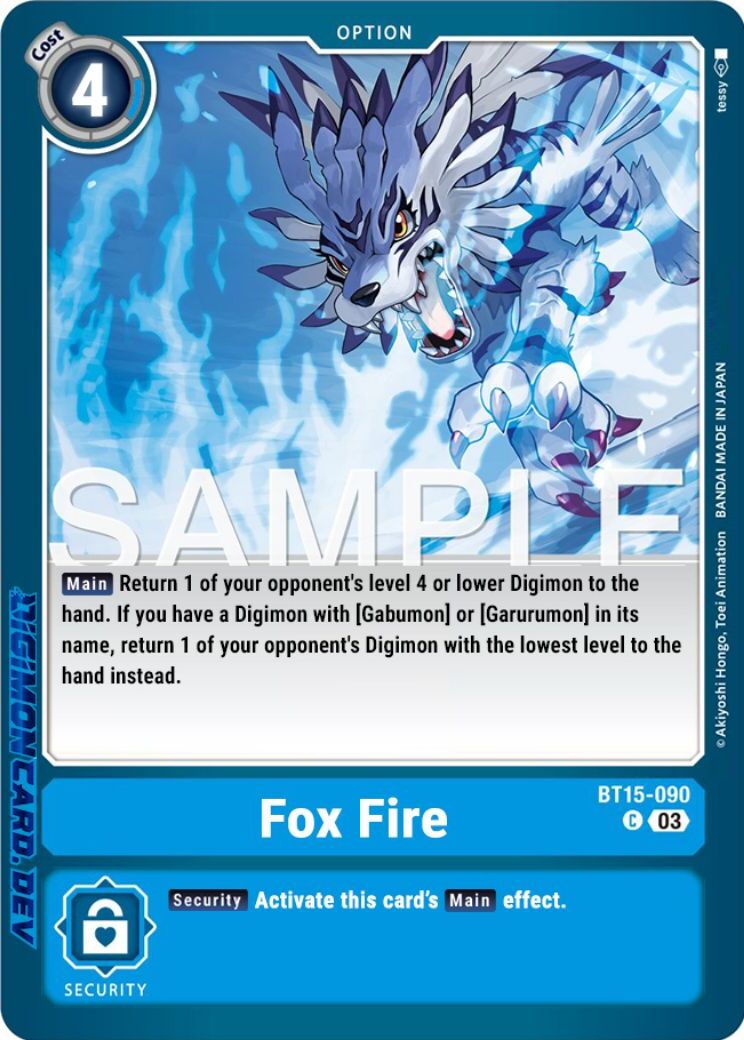 OPTION
Cost
4
tessy
SAMPLE
Main Return 1 of your opponent's level 4 or lower Digimon to the
hand. If you have a Digimon with [Gabumon] or [Garurumon] in its
name, return 1 of your opponent's Digimon with the lowest level to the
hand instead.
© Akiyoshi Hongo, Toei Animation BANDAI MADE IN JAPAN
DIGIMONCARD.DEV
Fox Fire
BT15-090
C 03
Security Activate this card's Main effect.
SECURITY